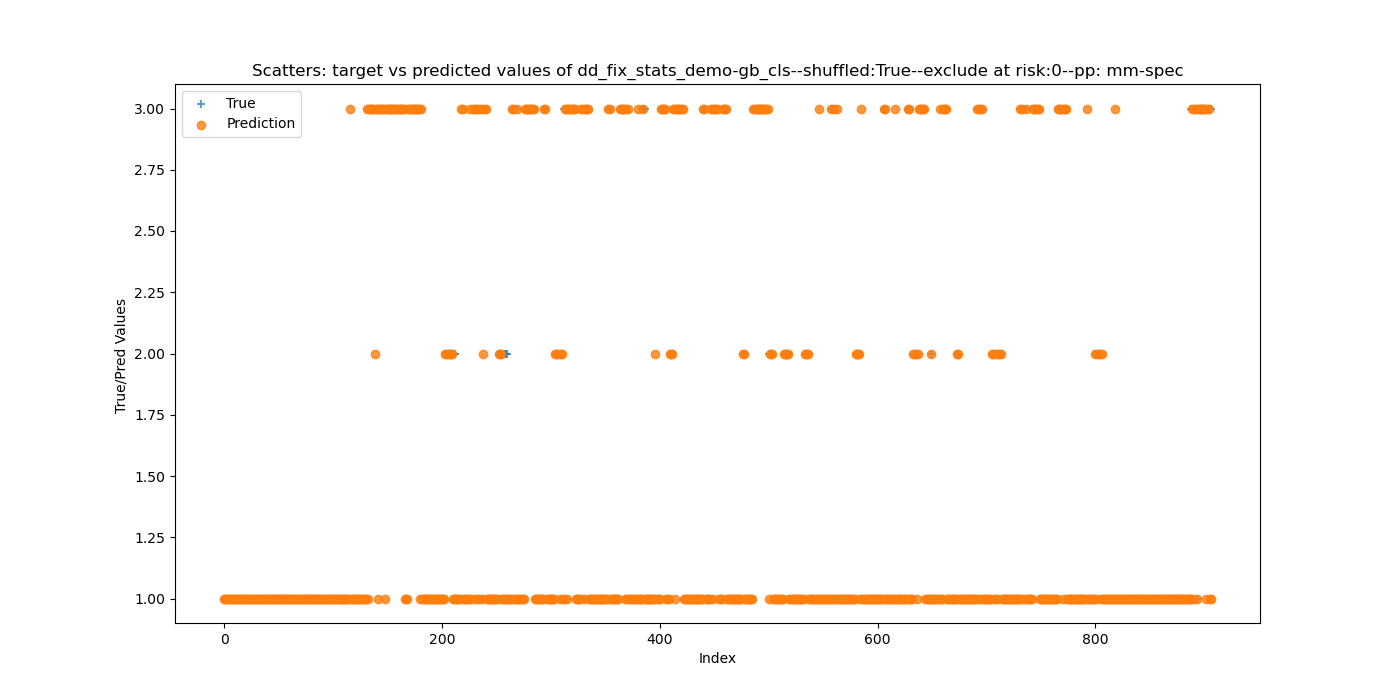 Scatters: target vs predicted values of dd_fix_stats_demo-gb_cls--shuffled:True--exclude at risk:0--pp: mm-spec
True
Prediction
3.00
2.75
2.50
2.25
2.00
1.75
1.50
1.25
1.00
True/Pred Values
0
200
400
600
800
Index